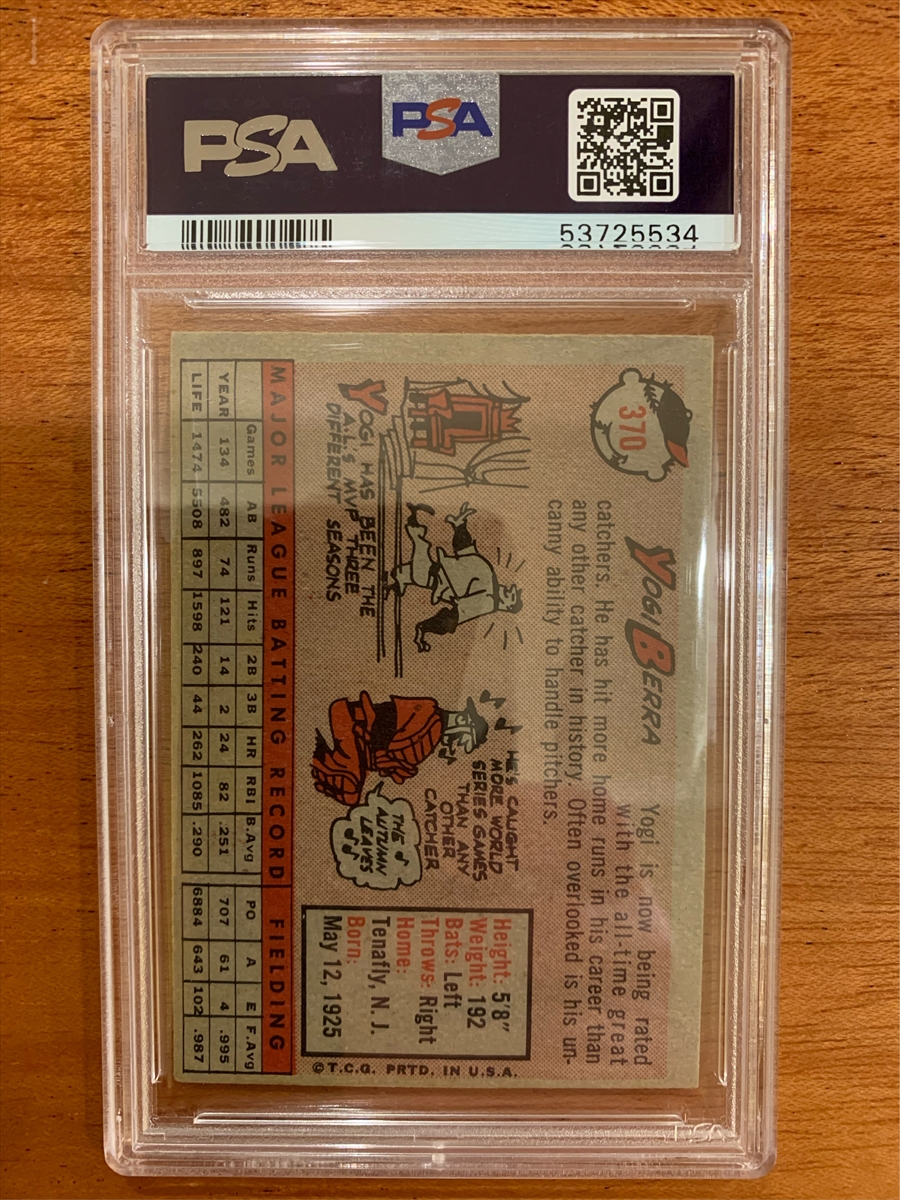 PSA
PSA
53725534
370
YOGI BERRA
Yogi is now being rated
with the all-time great
catchers. He has hit more home runs in his career than
any other catcher in history. Often overlooked is his un-
canny ability to handle pitchers.
YOGI HAS BEEN THE
A.L.'S MVP THREE
DIFFERENT SEASONS
HE'S CAUGHT
MORE WORLD
SERIES GAMES
THAN ANY
OTHER
CATCHER
THE
AUTUMN
LEAVES
Height: 5'8"
Weight: 192
Bats: Left
Throws: Right
Home:
Tenafly, N. J.
Born:
May 12, 1925
©T.C.G. PRTD. IN U.S.A.
MAJOR LEAGUE BATTING RECORD FIELDING
Games AB Runs Hits 2B 3B HR RBI B.Avg PO A E F.Avg
YEAR 134 482 74 121 14 2 24 82 .251 707 61 4 .995
LIFE 1474 5508 897 1598 240 44 262 1085 .290 6884 643 102 .987
PSA